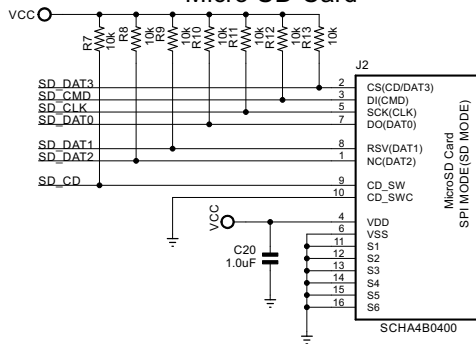 Micro SD Card
VCC
R7 10k
R8 10k
R9 10k
R10 10k
R11 10k
R12 10k
R13 10k
J2
SD_DAT3 2 CS(CD/DAT3)
SD_CMD 3 DI(CMD)
SD_CLK 5 SCK(CLK)
SD_DAT0 7 DO(DAT0)
SD_DAT1 8 RSV(DAT1)
SD_DAT2 1 NC(DAT2)
SD_CD 9 CD_SW
10 CD_SWC
VCC
4 VDD
6 VSS
11 S1
12 S2
13 S3
14 S4
15 S5
16 S6
C20
1.0uF
MicroSD Card
SPI MODE(SD MODE)
SCHA4B0400